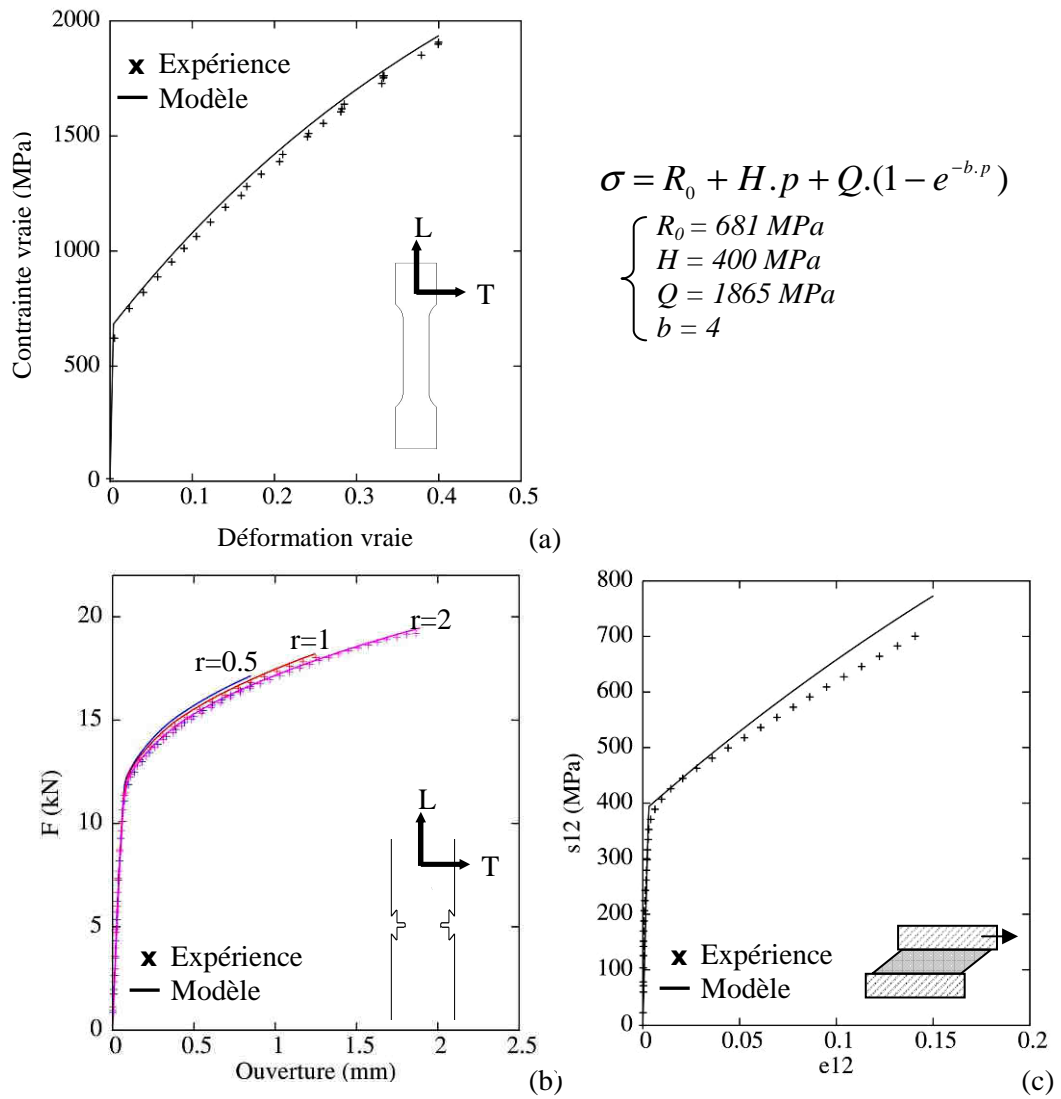 2000
1500
1000
500
0
Contrainte vraie (MPa)
x Expérience
Modèle
L
T
0 0.1 0.2 0.3 0.4 0.5
Déformation vraie
(a)
σ = R₀ + H.p + Q.(1 − e^{−b.p})
R₀ = 681 MPa
H = 400 MPa
Q = 1865 MPa
b = 4
20
15
10
5
0
F (kN)
r=0.5
r=1
r=2
L
T
x Expérience
Modèle
0 0.5 1 1.5 2 2.5
Ouverture (mm)
(b)
800
700
600
500
400
300
200
100
0
s12 (MPa)
x Expérience
Modèle
0 0.05 0.1 0.15 0.2
e12
(c)